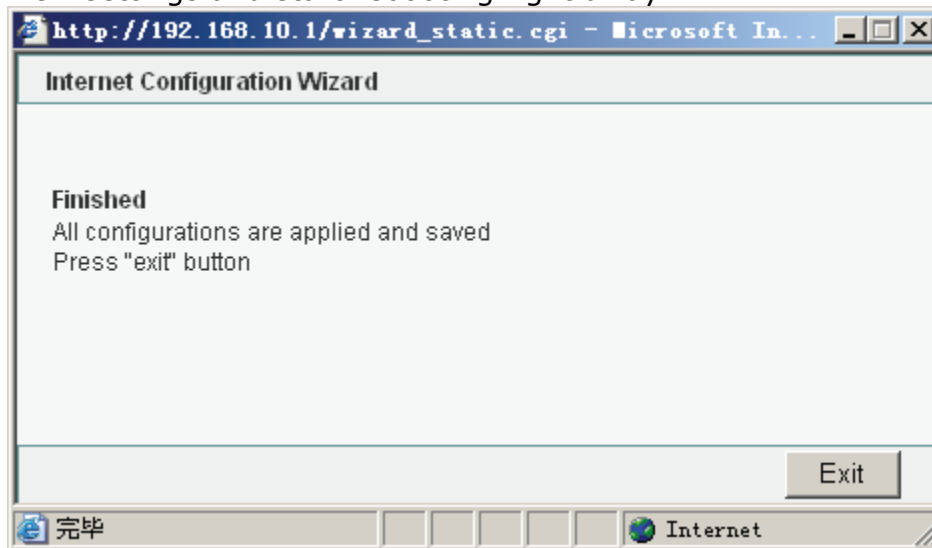 http://192.168.10.1/wizard_static.cgi - Microsoft In...
Internet Configuration Wizard
Finished
All configurations are applied and saved
Press "exit" button
Exit
完毕
Internet